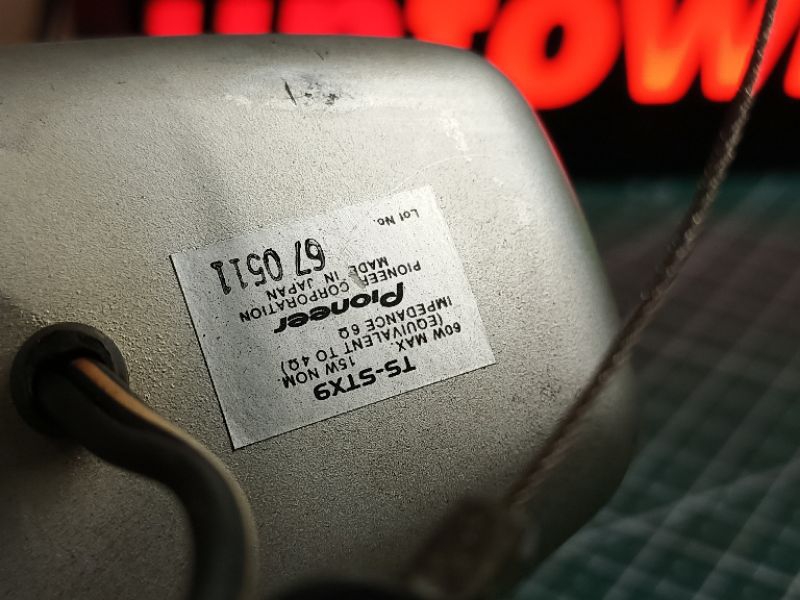 UPTOW
TS-STX9
60W MAX. 15W NOM.
(EQUIVALENT TO 4Ω)
IMPEDANCE 6Ω
Pioneer
PIONEER CORPORATION
MADE IN JAPAN
67 0511
Lot No.